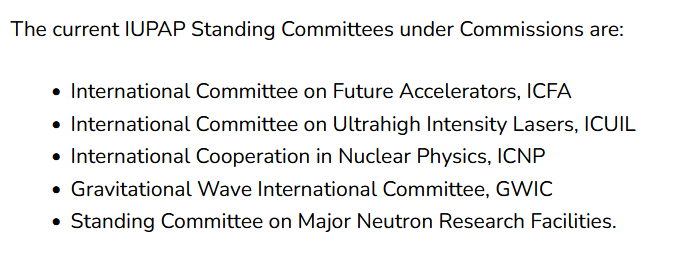 The current IUPAP Standing Committees under Commissions are:
• International Committee on Future Accelerators, ICFA
• International Committee on Ultrahigh Intensity Lasers, ICUIL
• International Cooperation in Nuclear Physics, ICNP
• Gravitational Wave International Committee, GWIC
• Standing Committee on Major Neutron Research Facilities.